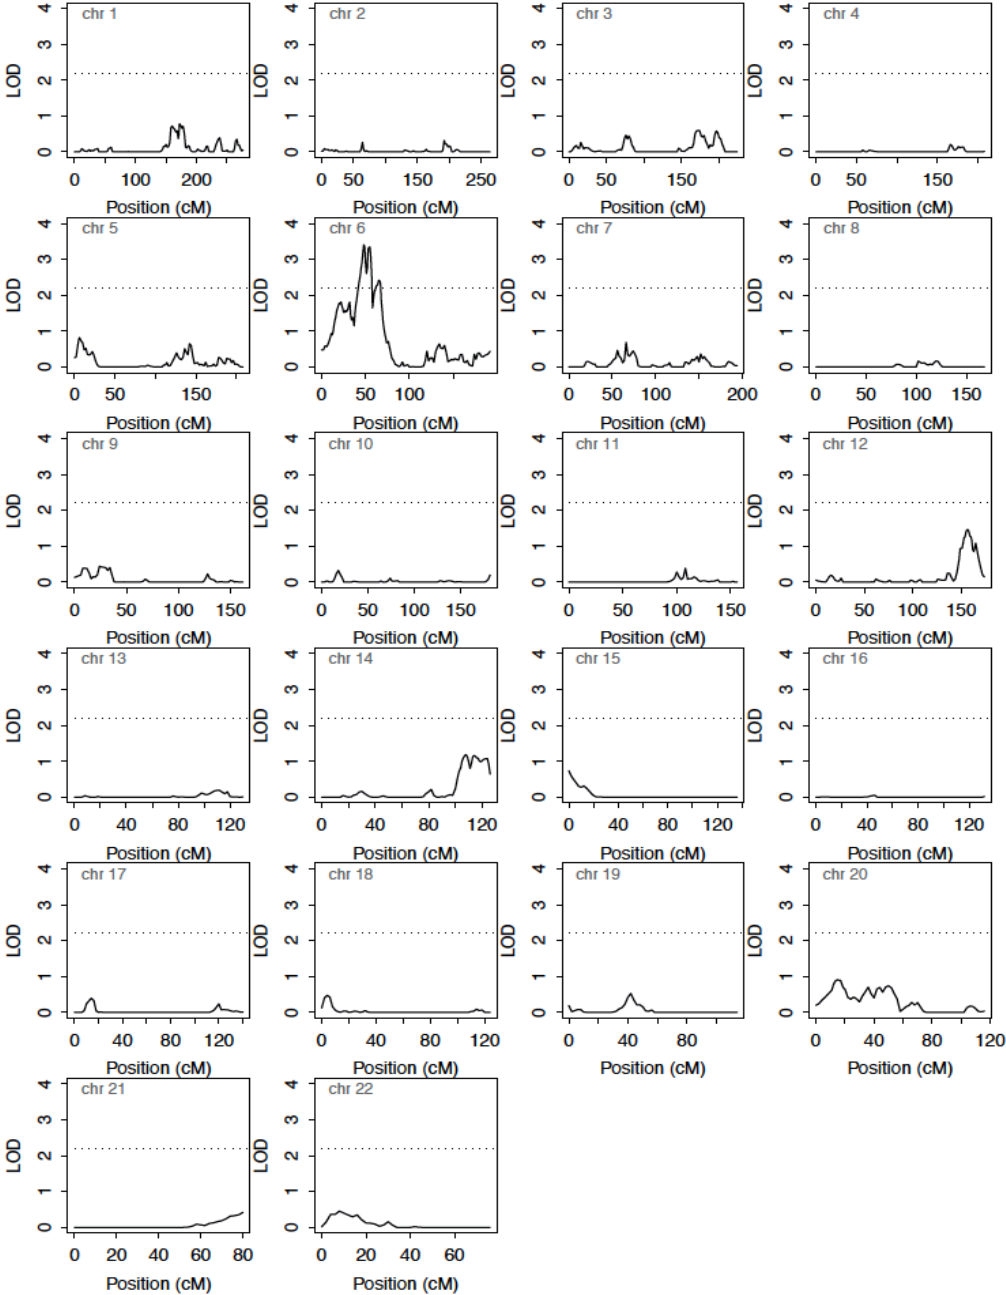 chr 1
4
3
2
1
0
LOD
0 100 200
Position (cM)
chr 2
4
3
2
1
0
LOD
0 50 150 250
Position (cM)
chr 3
4
3
2
1
0
LOD
0 50 150
Position (cM)
chr 4
4
3
2
1
0
LOD
0 50 150
Position (cM)
chr 5
4
3
2
1
0
LOD
0 50 150
Position (cM)
chr 6
4
3
2
1
0
LOD
0 50 100
Position (cM)
chr 7
4
3
2
1
0
LOD
0 50 100 200
Position (cM)
chr 8
4
3
2
1
0
LOD
0 50 100 150
Position (cM)
chr 9
4
3
2
1
0
LOD
0 50 100 150
Position (cM)
chr 10
4
3
2
1
0
LOD
0 50 100 150
Position (cM)
chr 11
4
3
2
1
0
LOD
0 50 100 150
Position (cM)
chr 12
4
3
2
1
0
LOD
0 50 100 150
Position (cM)
chr 13
4
3
2
1
0
LOD
0 40 80 120
Position (cM)
chr 14
4
3
2
1
0
LOD
0 40 80 120
Position (cM)
chr 15
4
3
2
1
0
LOD
0 40 80 120
Position (cM)
chr 16
4
3
2
1
0
LOD
0 40 80 120
Position (cM)
chr 17
4
3
2
1
0
LOD
0 40 80 120
Position (cM)
chr 18
4
3
2
1
0
LOD
0 40 80 120
Position (cM)
chr 19
4
3
2
1
0
LOD
0 40 80
Position (cM)
chr 20
4
3
2
1
0
LOD
0 40 80 120
Position (cM)
chr 21
4
3
2
1
0
LOD
0 20 40 60 80
Position (cM)
chr 22
4
3
2
1
0
LOD
0 20 40 60
Position (cM)